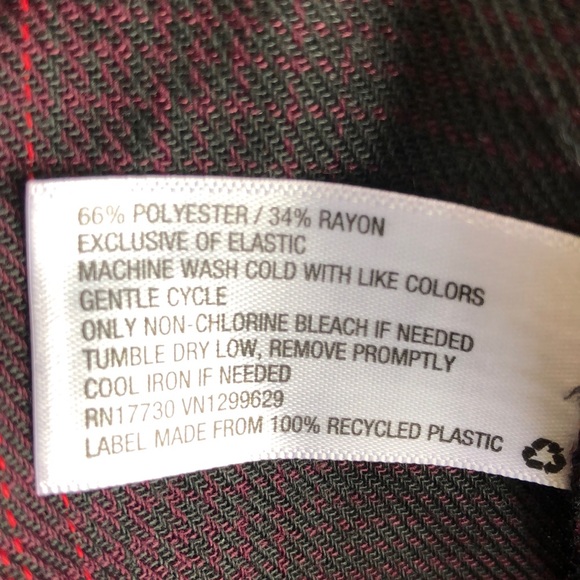 66% POLYESTER / 34% RAYON
EXCLUSIVE OF ELASTIC
MACHINE WASH COLD WITH LIKE COLORS
GENTLE CYCLE
ONLY NON-CHLORINE BLEACH IF NEEDED
TUMBLE DRY LOW, REMOVE PROMPTLY
COOL IRON IF NEEDED
RN17730 VN1299629
LABEL MADE FROM 100% RECYCLED PLASTIC